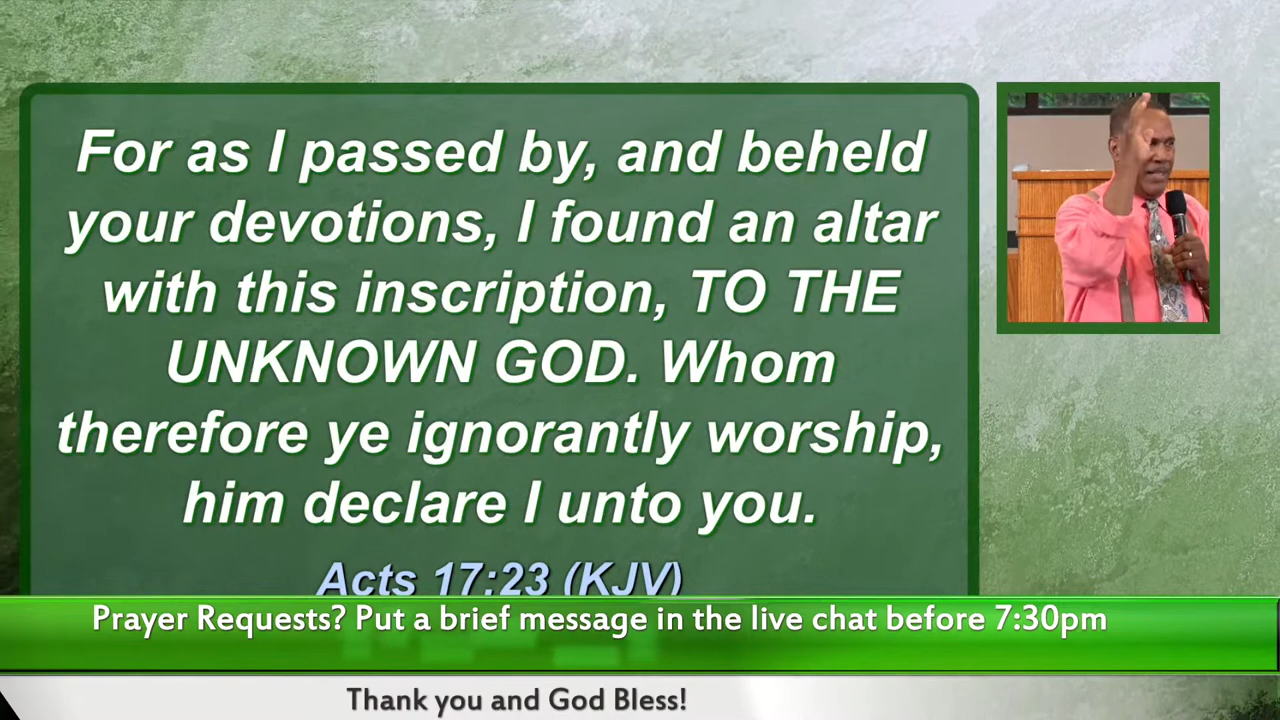 For as I passed by, and beheld
your devotions, I found an altar
with this inscription, TO THE
UNKNOWN GOD. Whom
therefore ye ignorantly worship,
him declare I unto you.
Acts 17:23 (KJV)
Prayer Requests? Put a brief message in the live chat before 7:30pm
Thank you and God Bless!